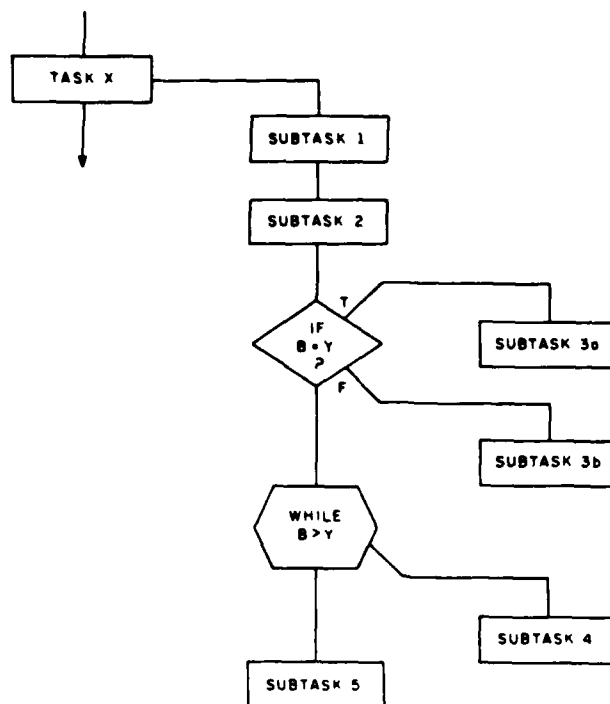 TASK X
SUBTASK 1
SUBTASK 2
T
IF
B = Y
?
SUBTASK 3a
F
SUBTASK 3b
WHILE
B > Y
SUBTASK 4
SUBTASK 5